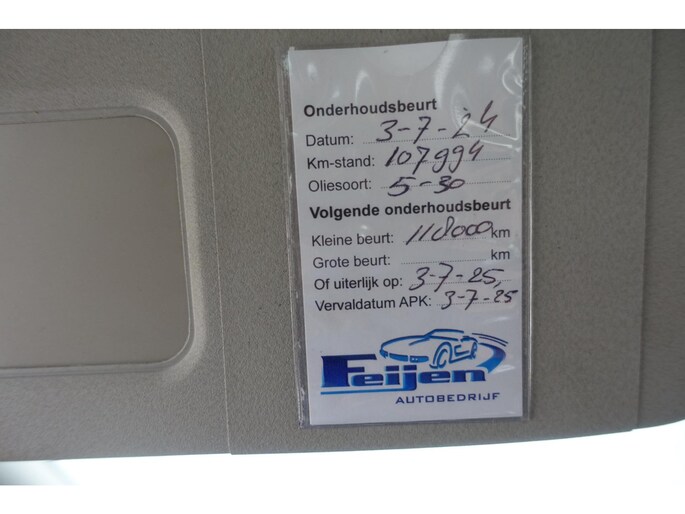 Onderhoudsbeurt
Datum: 3-7-24
Km-stand: 107994
Oliesoort: 5-30
Volgende onderhoudsbeurt
Kleine beurt: 118000 km
Grote beurt: km
Of uiterlijk op: 3-7-25,
Vervaldatum APK: 3-7-25
Feijen
AUTOBEDRIJF